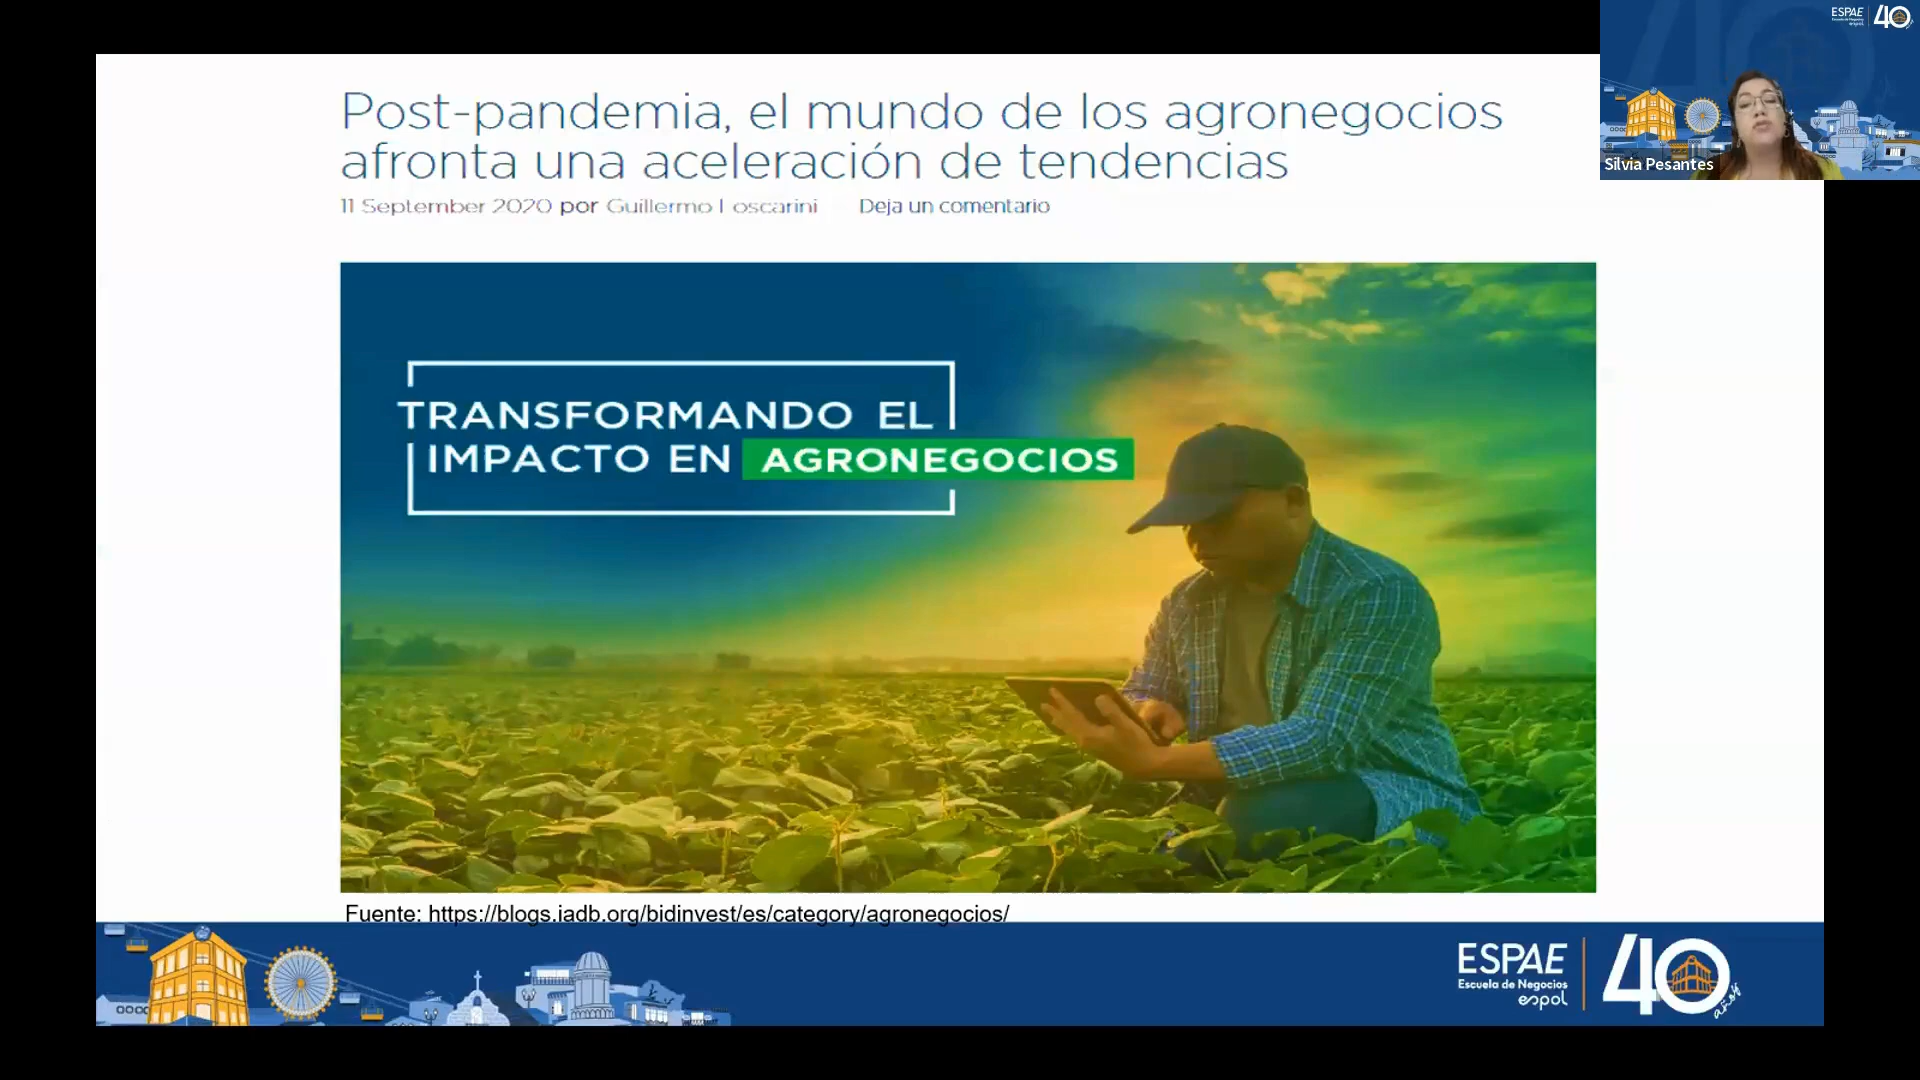 Post-pandemia, el mundo de los agronegocios
afronta una aceleración de tendencias
11 September 2020 por Guillermo Foscarini Deja un comentario
TRANSFORMANDO EL
IMPACTO EN AGRONEGOCIOS
Fuente: https://blogs.iadb.org/bidinvest/es/category/agronegocios/
ESPAE
Escuela de Negocios
espol
40
años
ESPAE
40
Silvia Pesantes